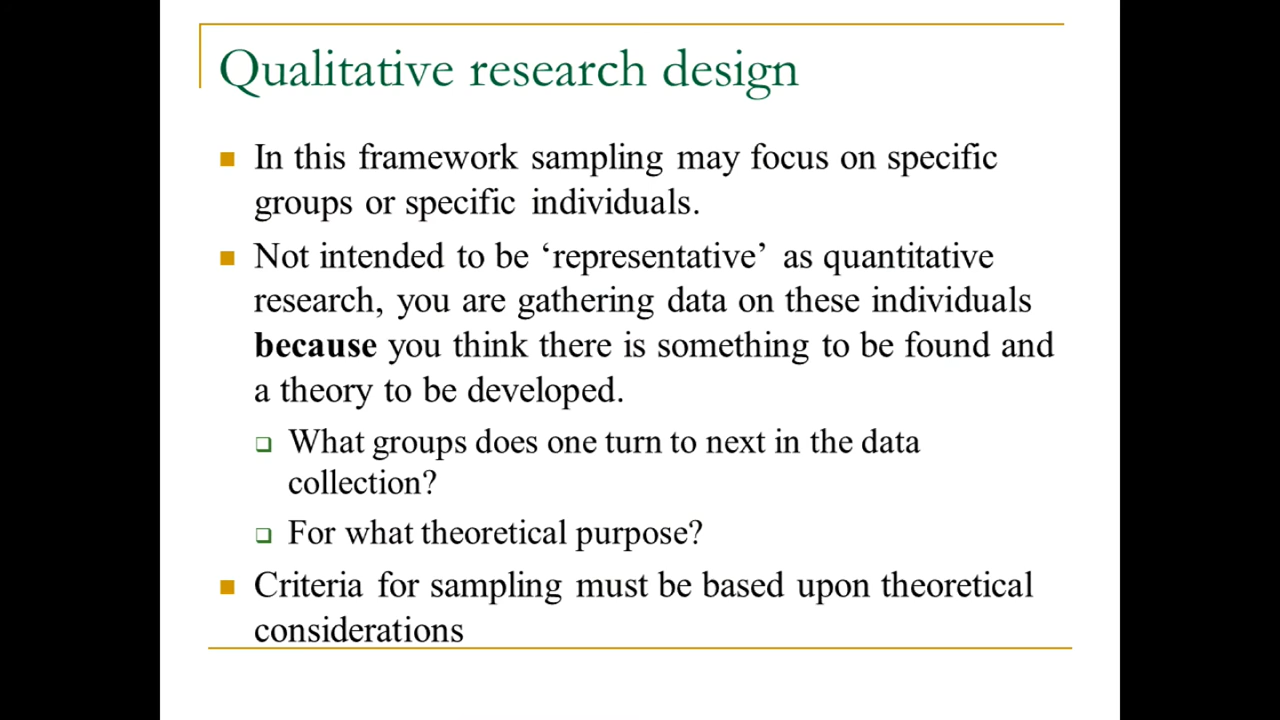 Qualitative research design
In this framework sampling may focus on specific
groups or specific individuals.
Not intended to be ‘representative’ as quantitative
research, you are gathering data on these individuals
because you think there is something to be found and
a theory to be developed.
What groups does one turn to next in the data
collection?
For what theoretical purpose?
Criteria for sampling must be based upon theoretical
considerations